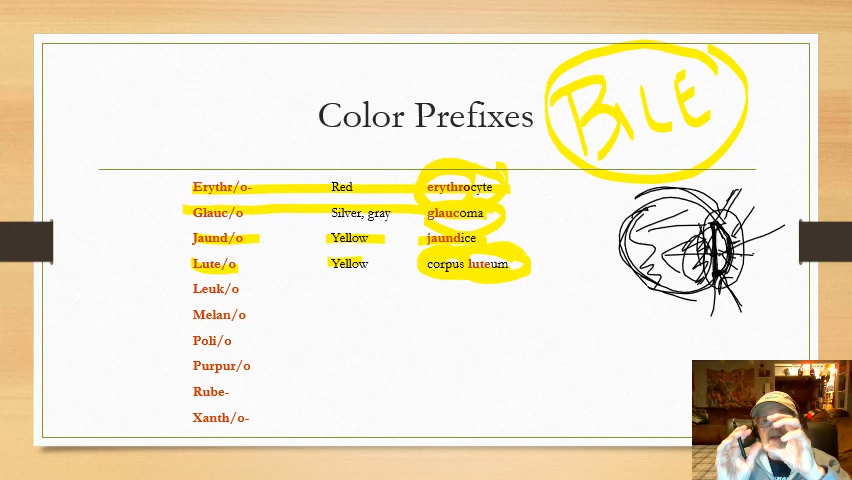 Color Prefixes
BILE
Erythr/o- Red erythrocyte
Glauc/o Silver, gray glaucoma
Jaund/o Yellow jaundice
Lute/o Yellow corpus luteum
Leuk/o
Melan/o
Poli/o
Purpur/o
Rube-
Xanth/o-